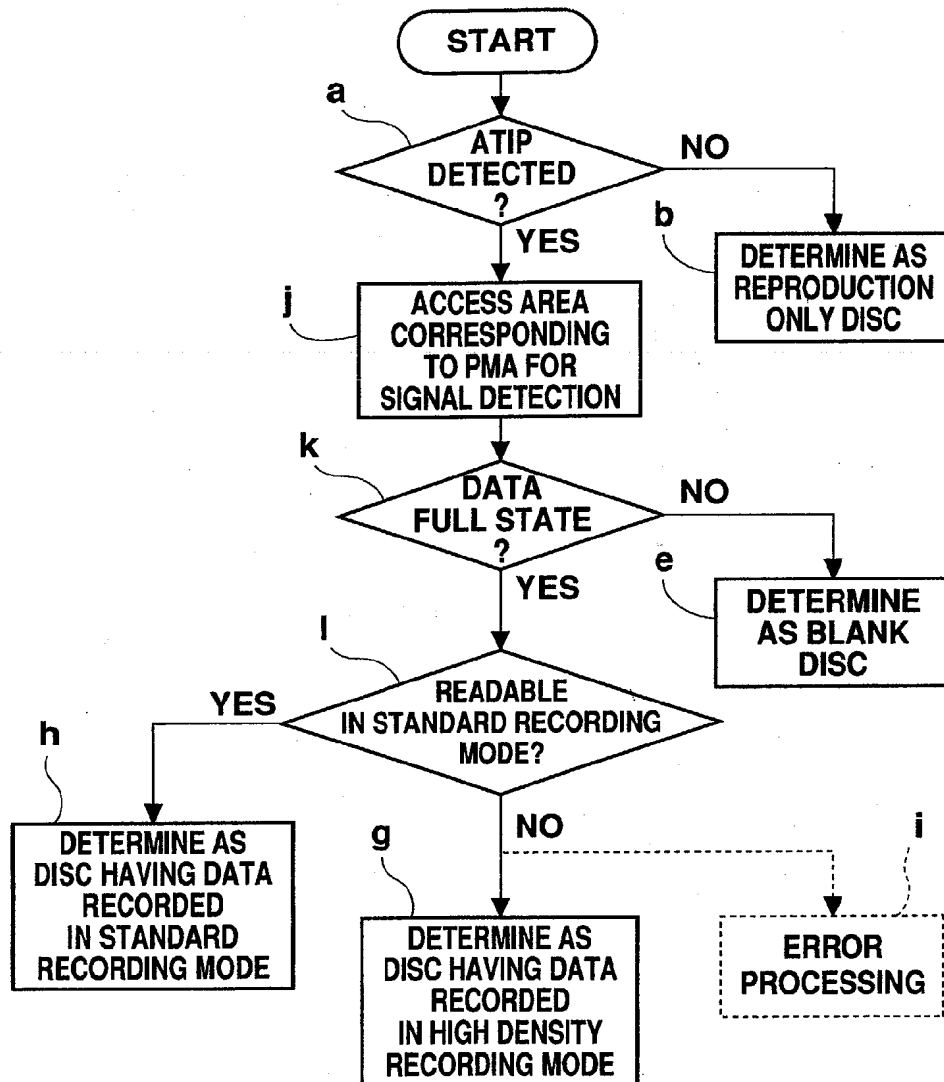 START
a
ATIP
DETECTED
?
NO
YES
b
DETERMINE AS
REPRODUCTION
ONLY DISC
j
ACCESS AREA
CORRESPONDING
TO PMA FOR
SIGNAL DETECTION
k
DATA
FULL STATE
?
NO
YES
e
DETERMINE
AS BLANK
DISC
l
READABLE
IN STANDARD RECORDING
MODE?
YES
NO
h
DETERMINE AS
DISC HAVING DATA
RECORDED
IN STANDARD
RECORDING MODE
g
DETERMINE AS
DISC HAVING DATA
RECORDED
IN HIGH DENSITY
RECORDING MODE
i
ERROR
PROCESSING